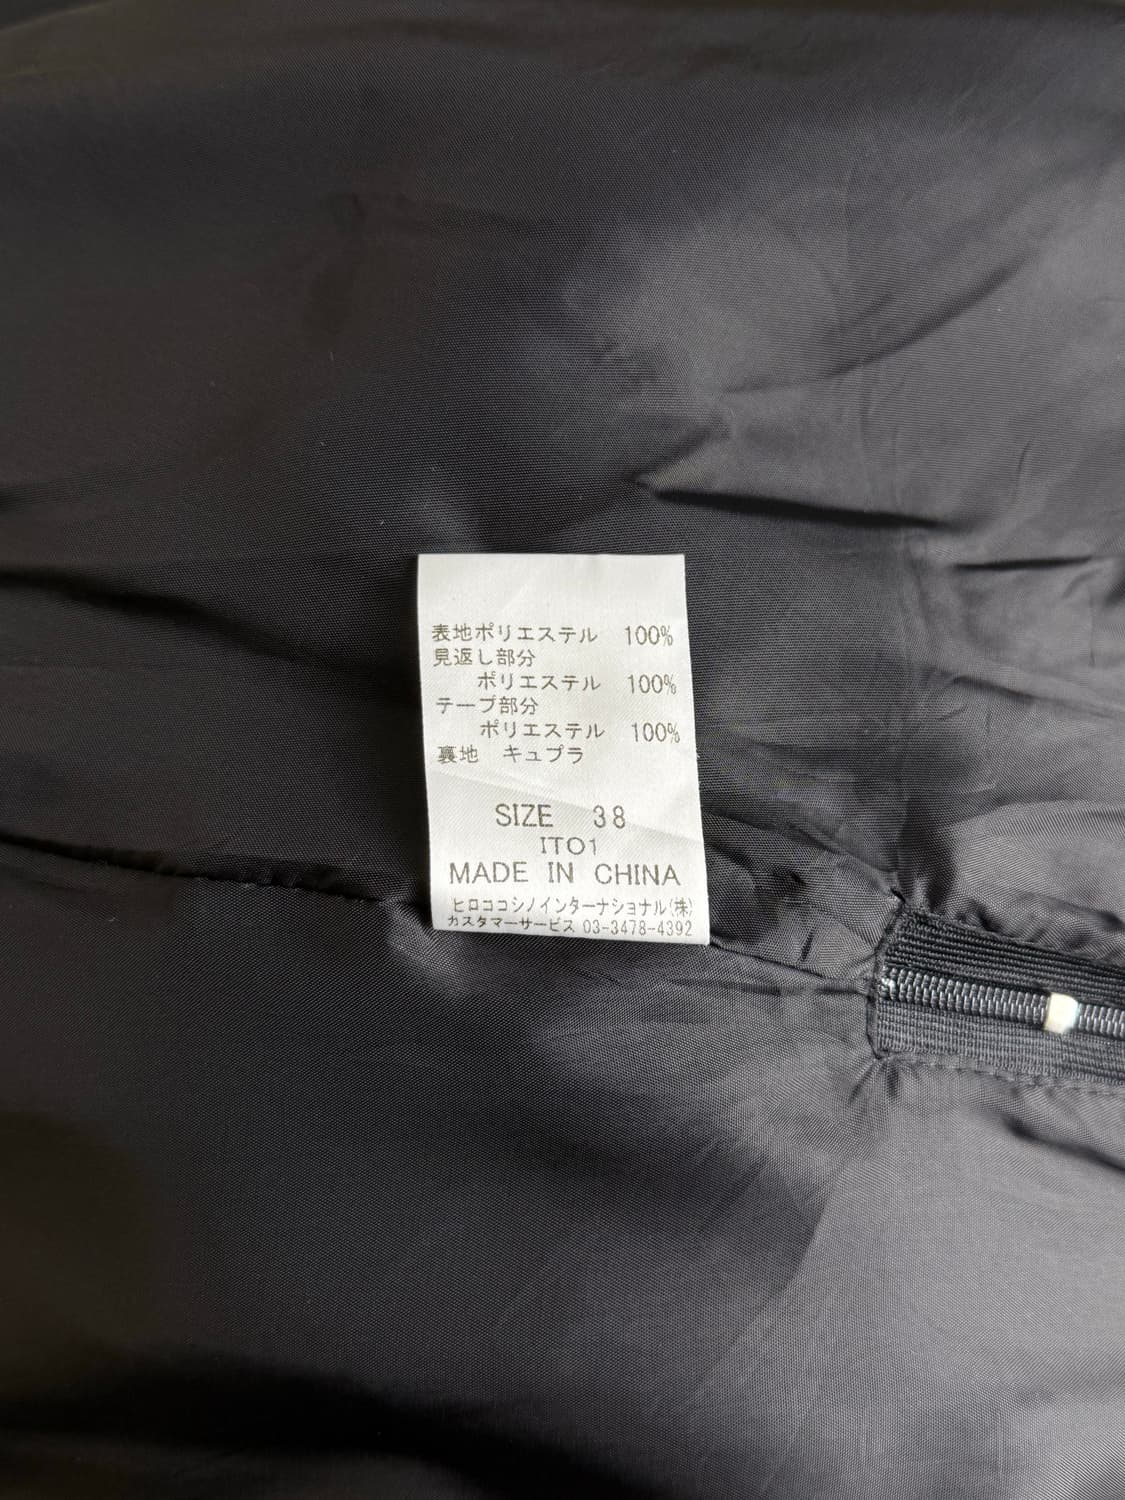 表地ポリエステル 100%
見返し部分
ポリエステル 100%
テープ部分
ポリエステル 100%
裏地 キュプラ
SIZE 38
IT01
MADE IN CHINA
ヒロココシノインターナショナル(株)
カスタマーサービス 03-3478-4392